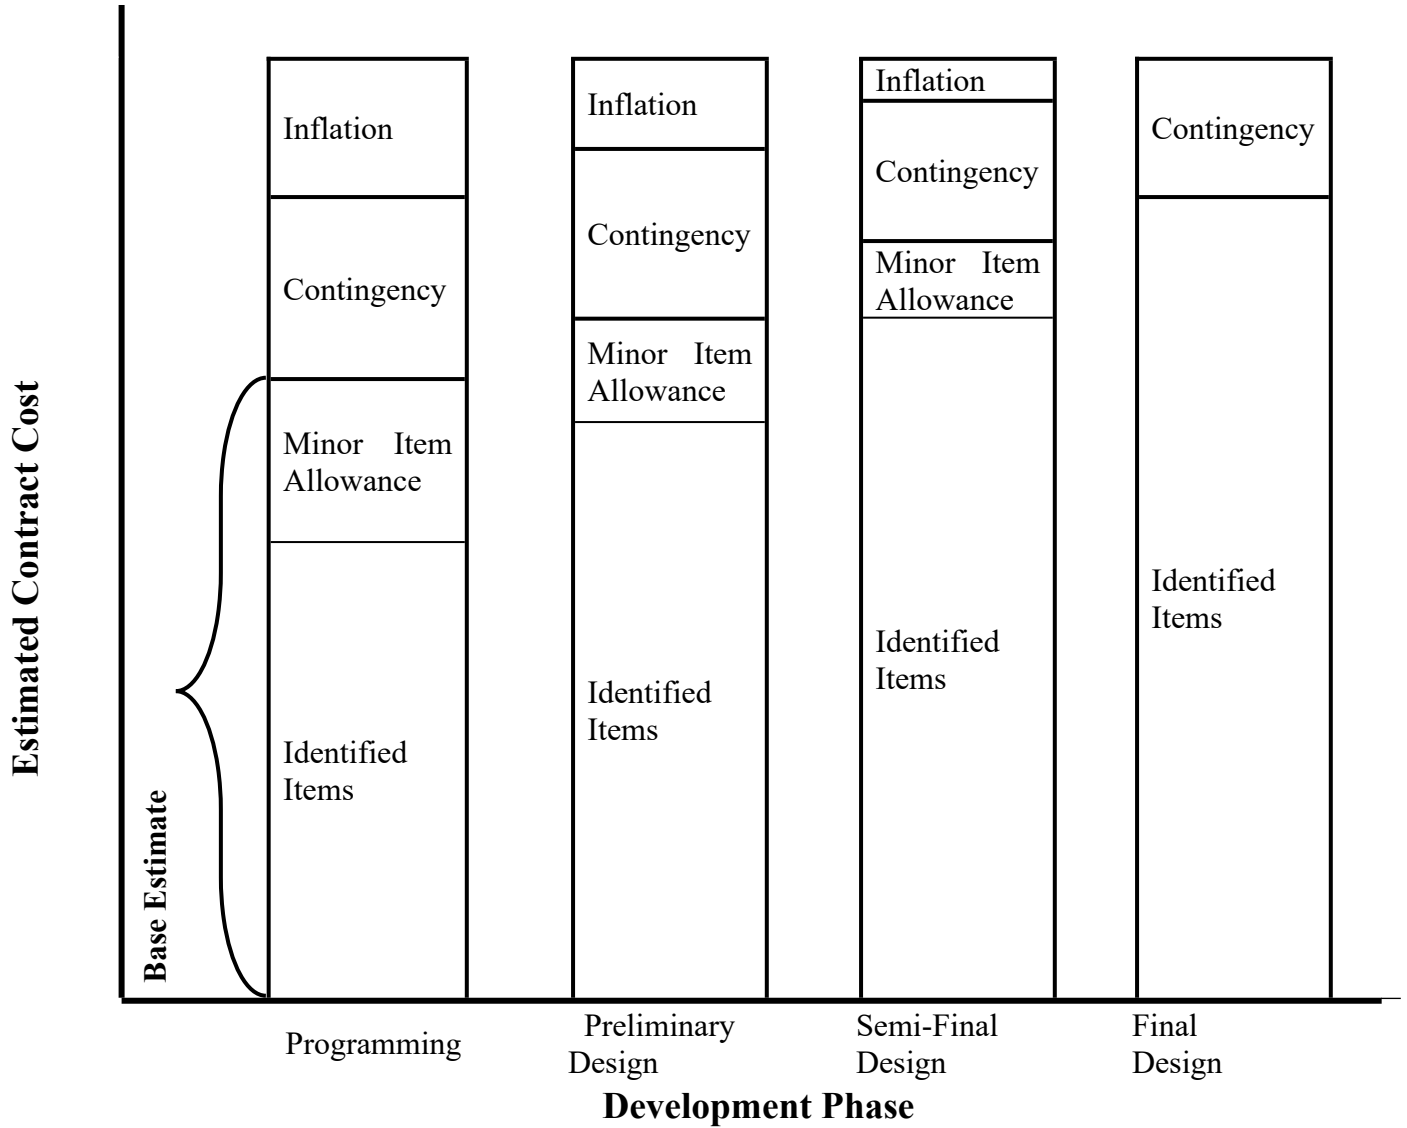 Estimated Contract Cost
Base Estimate
Inflation
Contingency
Minor Item
Allowance
Identified
Items
Inflation
Contingency
Minor Item
Allowance
Identified
Items
Inflation
Contingency
Minor Item
Allowance
Identified
Items
Contingency
Identified
Items
Programming
Preliminary
Design
Semi-Final
Design
Final
Design
Development Phase